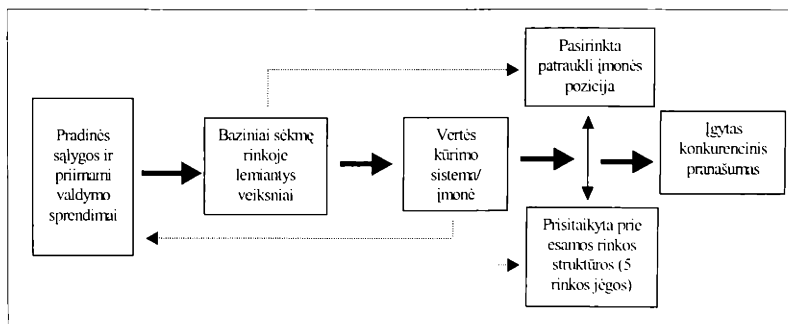 Pradinės
sąlygos ir
priimami
valdymo
sprendimai
Baziniai sėkmę
rinkoje
lemiantys
veiksniai
Vertės
kūrimo
sistema/
įmonė
Pasirinkta
patraukli įmonės
pozicija
Prisitaikyta prie
esamos rinkos
struktūros (5
rinkos jėgos)
Įgytas
konkurencinis
pranašumas